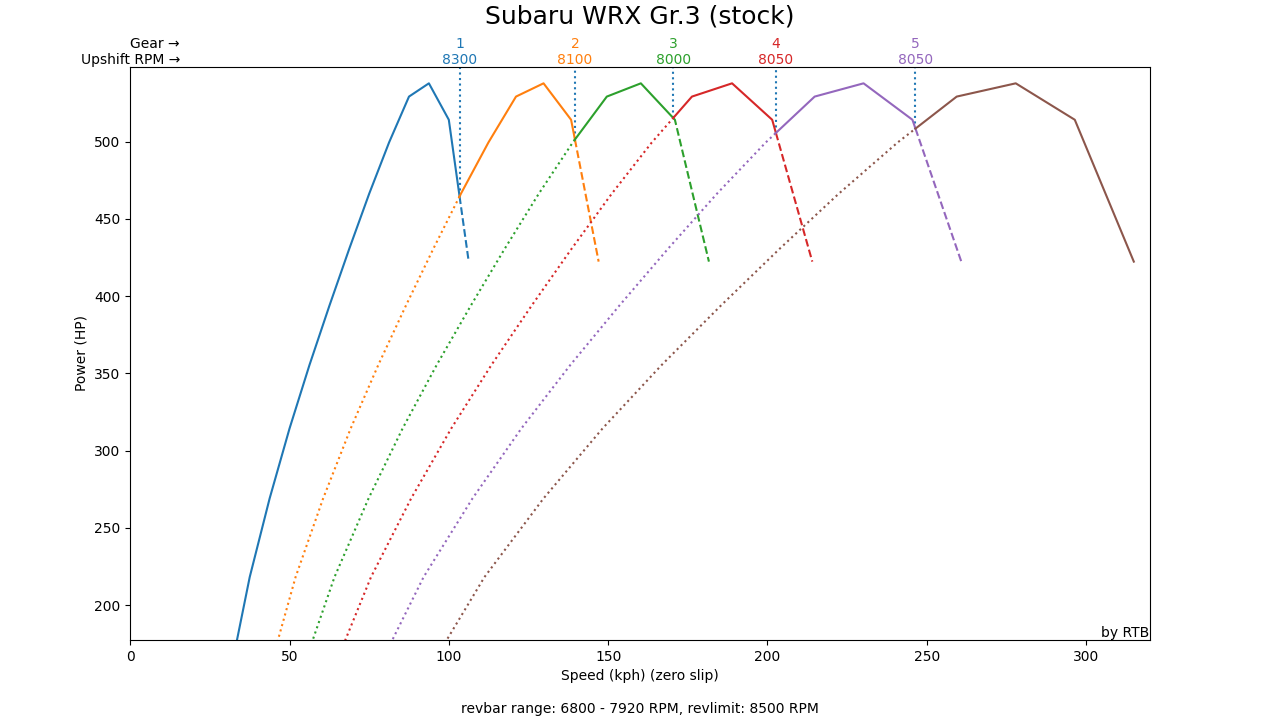 Subaru WRX Gr.3 (stock)
Gear → 1 2 3 4 5
Upshift RPM → 8300 8100 8000 8050 8050
Power (HP)
500
450
400
350
300
250
200
by RTB
0 50 100 150 200 250 300
Speed (kph) (zero slip)
revbar range: 6800 - 7920 RPM, revlimit: 8500 RPM